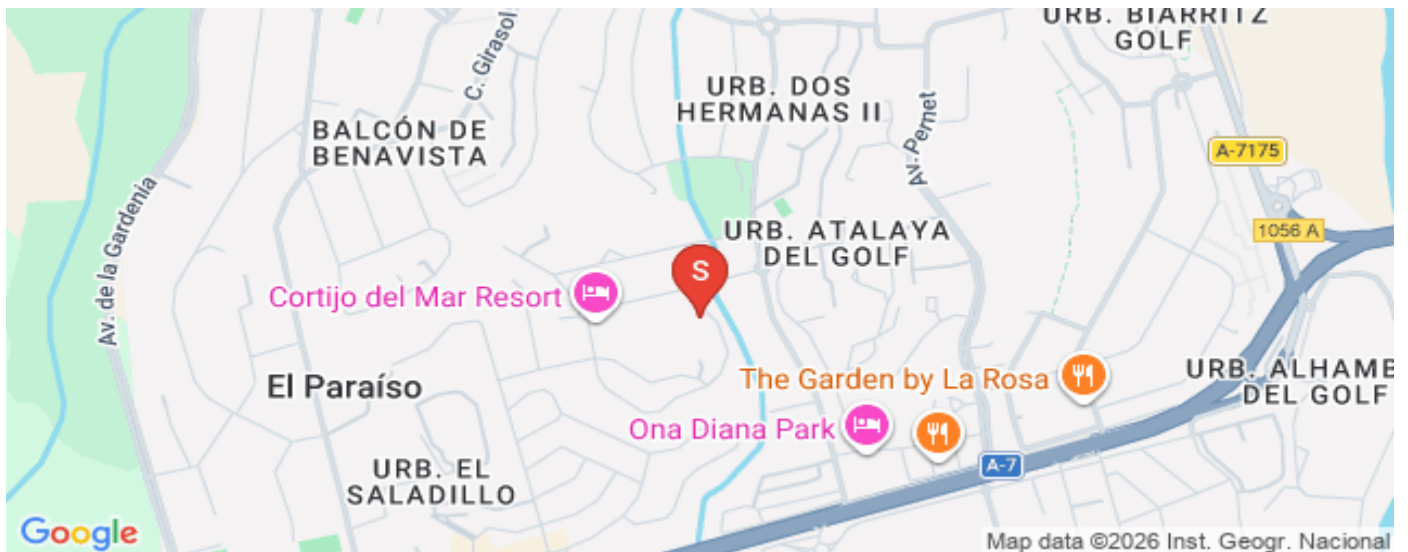 URB. BIARRITZ
GOLF
C. Girasol
URB. DOS
HERMANAS II
BALCÓN DE
BENAVISTA
Av. Pernet
A-7175
Av. de la Gardenia
URB. ATALAYA
DEL GOLF
1056 A
S
Cortijo del Mar Resort
El Paraíso
The Garden by La Rosa
URB. ALHAMB
DEL GOLF
Ona Diana Park
A-7
URB. EL
SALADILLO
Google
Map data ©2026 Inst. Geogr. Nacional